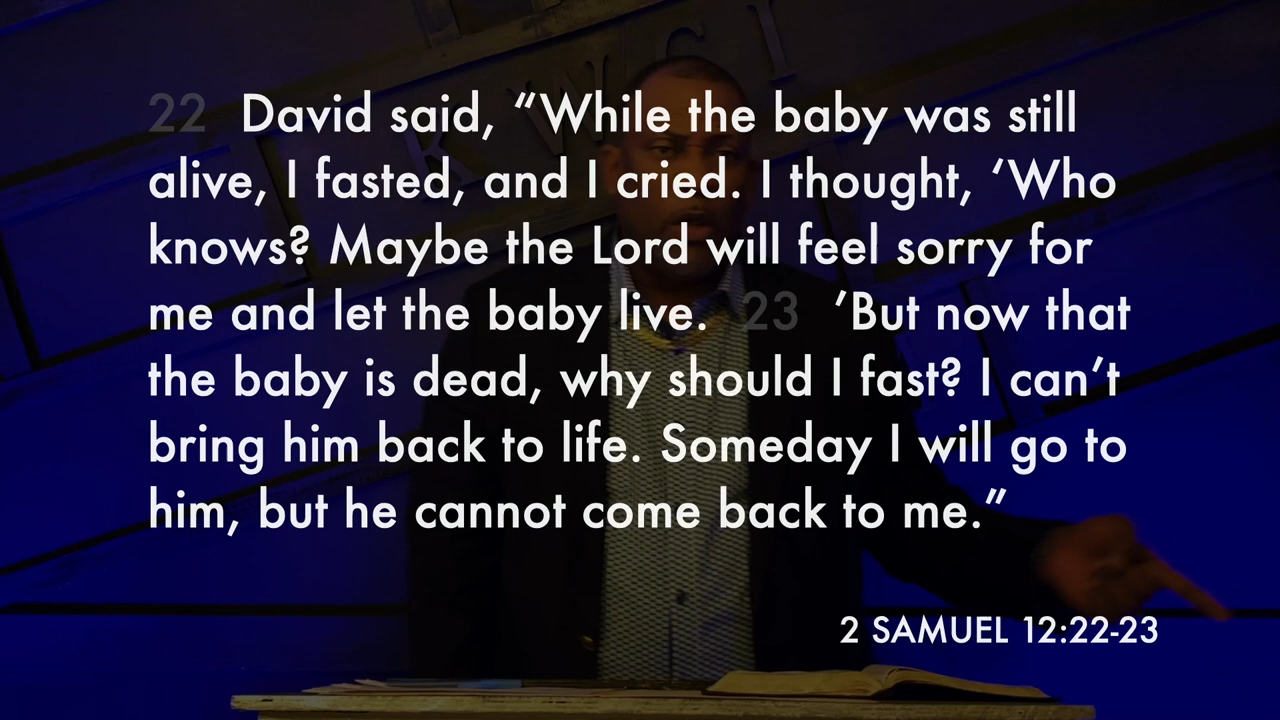 22 David said, “While the baby was still
alive, I fasted, and I cried. I thought, ‘Who
knows? Maybe the Lord will feel sorry for
me and let the baby live. 23 ’But now that
the baby is dead, why should I fast? I can’t
bring him back to life. Someday I will go to
him, but he cannot come back to me.”
2 SAMUEL 12:22-23